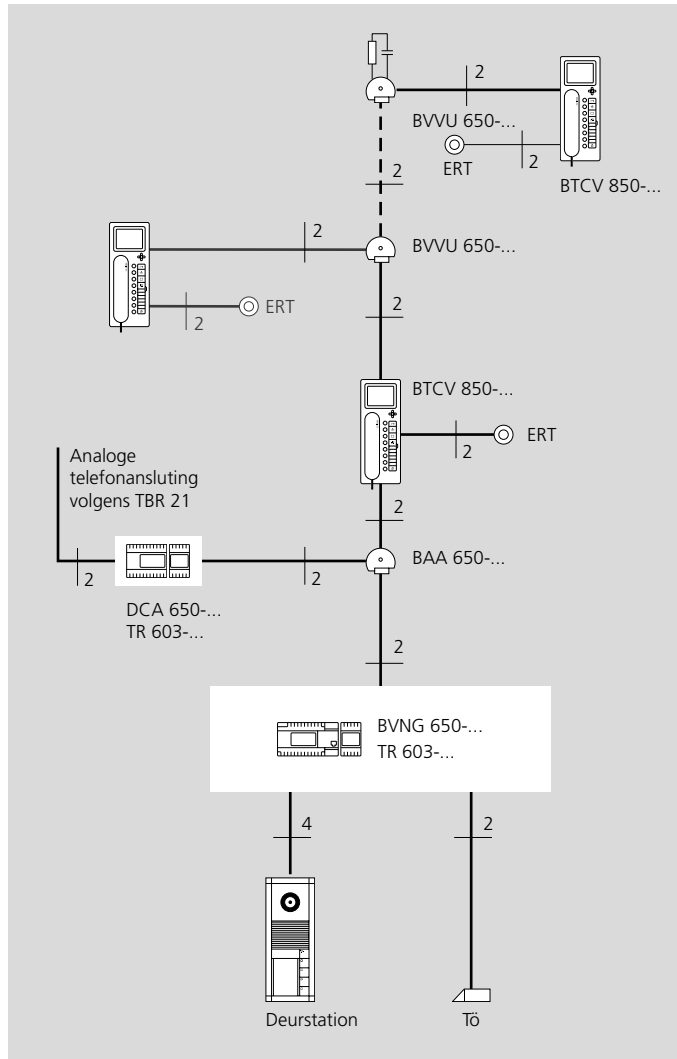 2
BVVU 650-...
ERT
2
BTCV 850-...
2
2
BVVU 650-...
ERT
2
2
BTCV 850-...
ERT
2
Analoge
telefonansluting
volgens TBR 21
2
BAA 650-...
2
2
DCA 650-...
TR 603-...
2
BVNG 650-...
TR 603-...
4
2
Deurstation
Tö